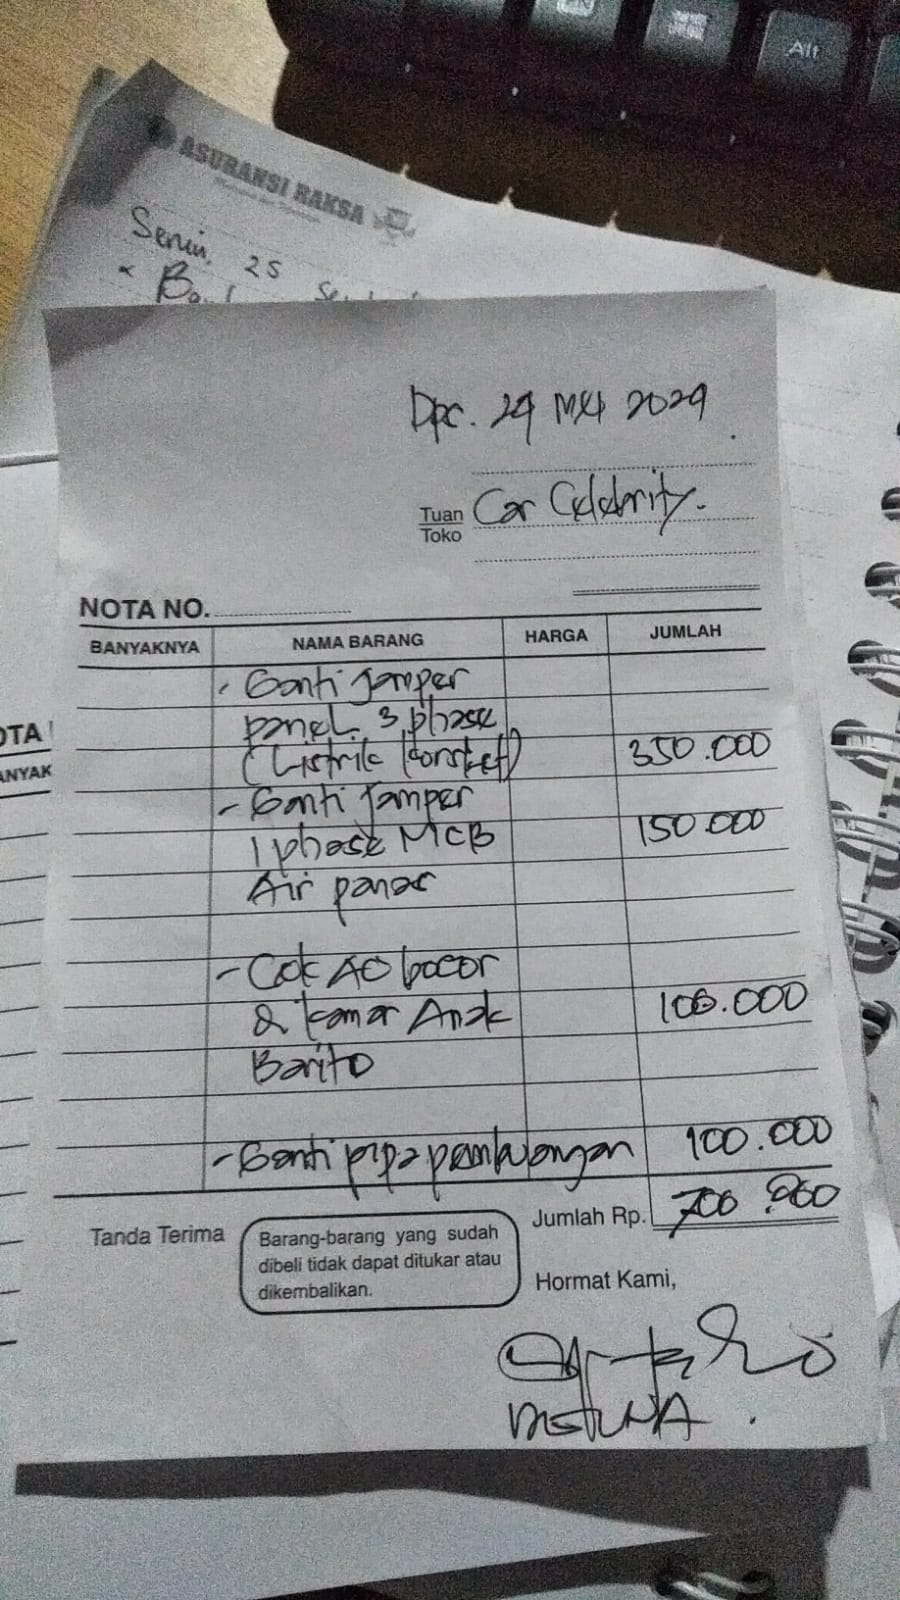 Alt
ASURANSI RAKSA
Senin, 25
Dpc. 24 Mei 2024
Tuan Car Celebrity.
Toko
NOTA NO.
BANYAKNYA NAMA BARANG HARGA JUMLAH
- Ganti Jamper
panel 3 phase
(Listrik konslet) 350.000
- Ganti Jamper
1 phase MCB 150.000
Air panas
- Cek AC bocor
& kamar Anak 100.000
Barito
- Ganti pipa pembuangan 100.000
Jumlah Rp. 700.000
Tanda Terima
Barang-barang yang sudah
dibeli tidak dapat ditukar atau
dikembalikan.
Hormat Kami,
OTA
ANYAK